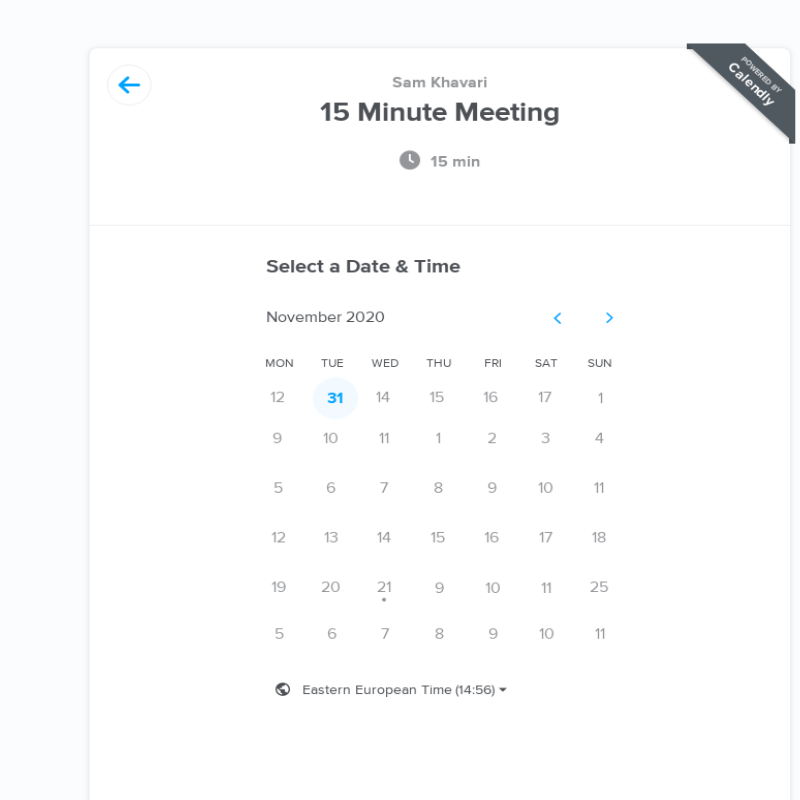 POWERED BY
Calendly
Sam Khavari
15 Minute Meeting
15 min
Select a Date & Time
November 2020
MON TUE WED THU FRI SAT SUN
12 31 14 15 16 17 1
9 10 11 1 2 3 4
5 6 7 8 9 10 11
12 13 14 15 16 17 18
19 20 21 9 10 11 25
5 6 7 8 9 10 11
Eastern European Time (14:56)